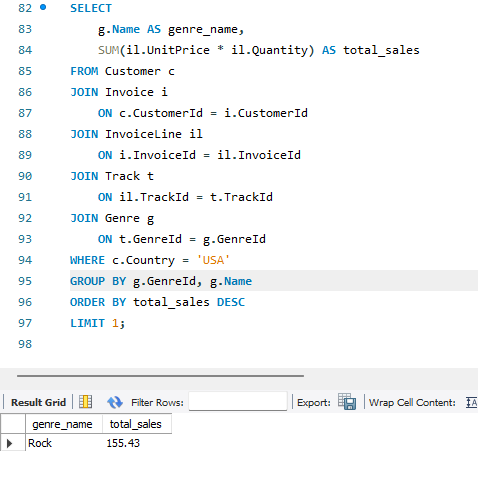 82 SELECT
83 g.Name AS genre_name,
84 SUM(il.UnitPrice * il.Quantity) AS total_sales
85 FROM Customer c
86 JOIN Invoice i
87 ON c.CustomerId = i.CustomerId
88 JOIN InvoiceLine il
89 ON i.InvoiceId = il.InvoiceId
90 JOIN Track t
91 ON il.TrackId = t.TrackId
92 JOIN Genre g
93 ON t.GenreId = g.GenreId
94 WHERE c.Country = 'USA'
95 GROUP BY g.GenreId, g.Name
96 ORDER BY total_sales DESC
97 LIMIT 1;
98
Result Grid Filter Rows: Export: Wrap Cell Content:
genre_name total_sales
Rock 155.43